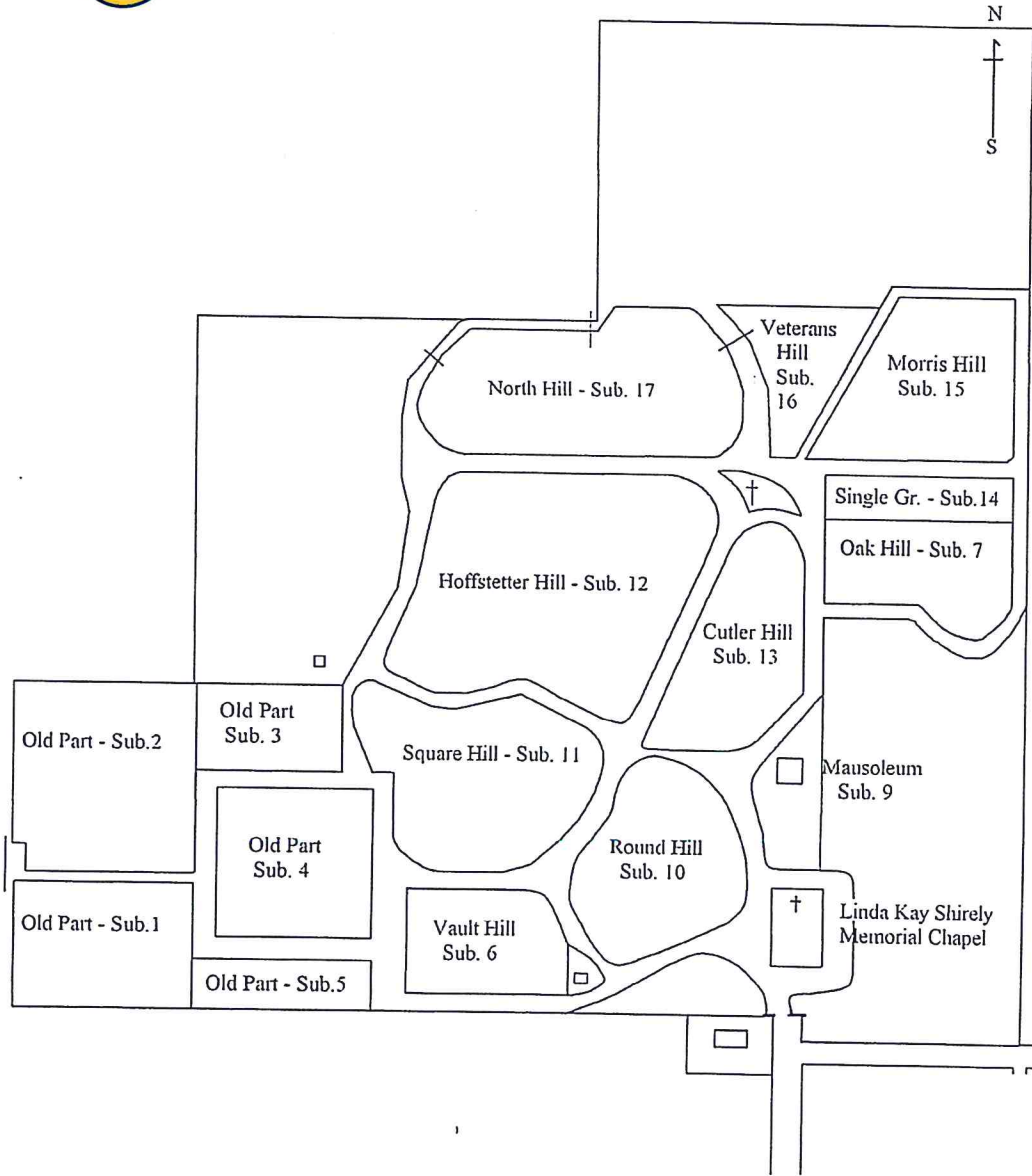 N
S
Veterans
Hill
Sub.
16
Morris Hill
Sub. 15
North Hill - Sub. 17
Single Gr. - Sub.14
Oak Hill - Sub. 7
Hoffstetter Hill - Sub. 12
Cutler Hill
Sub. 13
Old Part - Sub.2
Old Part
Sub. 3
Square Hill - Sub. 11
Mausoleum
Sub. 9
Old Part
Sub. 4
Round Hill
Sub. 10
Old Part - Sub.1
Vault Hill
Sub. 6
Linda Kay Shirely
Memorial Chapel
Old Part - Sub.5